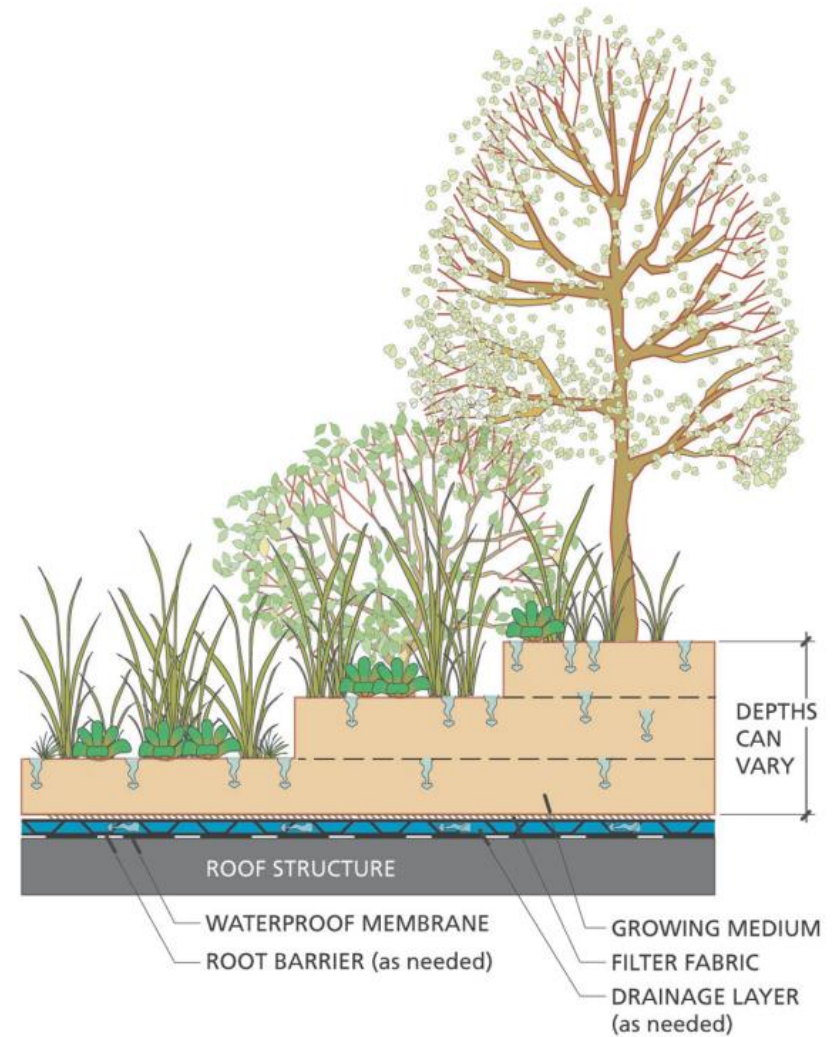 DEPTHS
CAN
VARY
ROOF STRUCTURE
WATERPROOF MEMBRANE
ROOT BARRIER (as needed)
GROWING MEDIUM
FILTER FABRIC
DRAINAGE LAYER
(as needed)